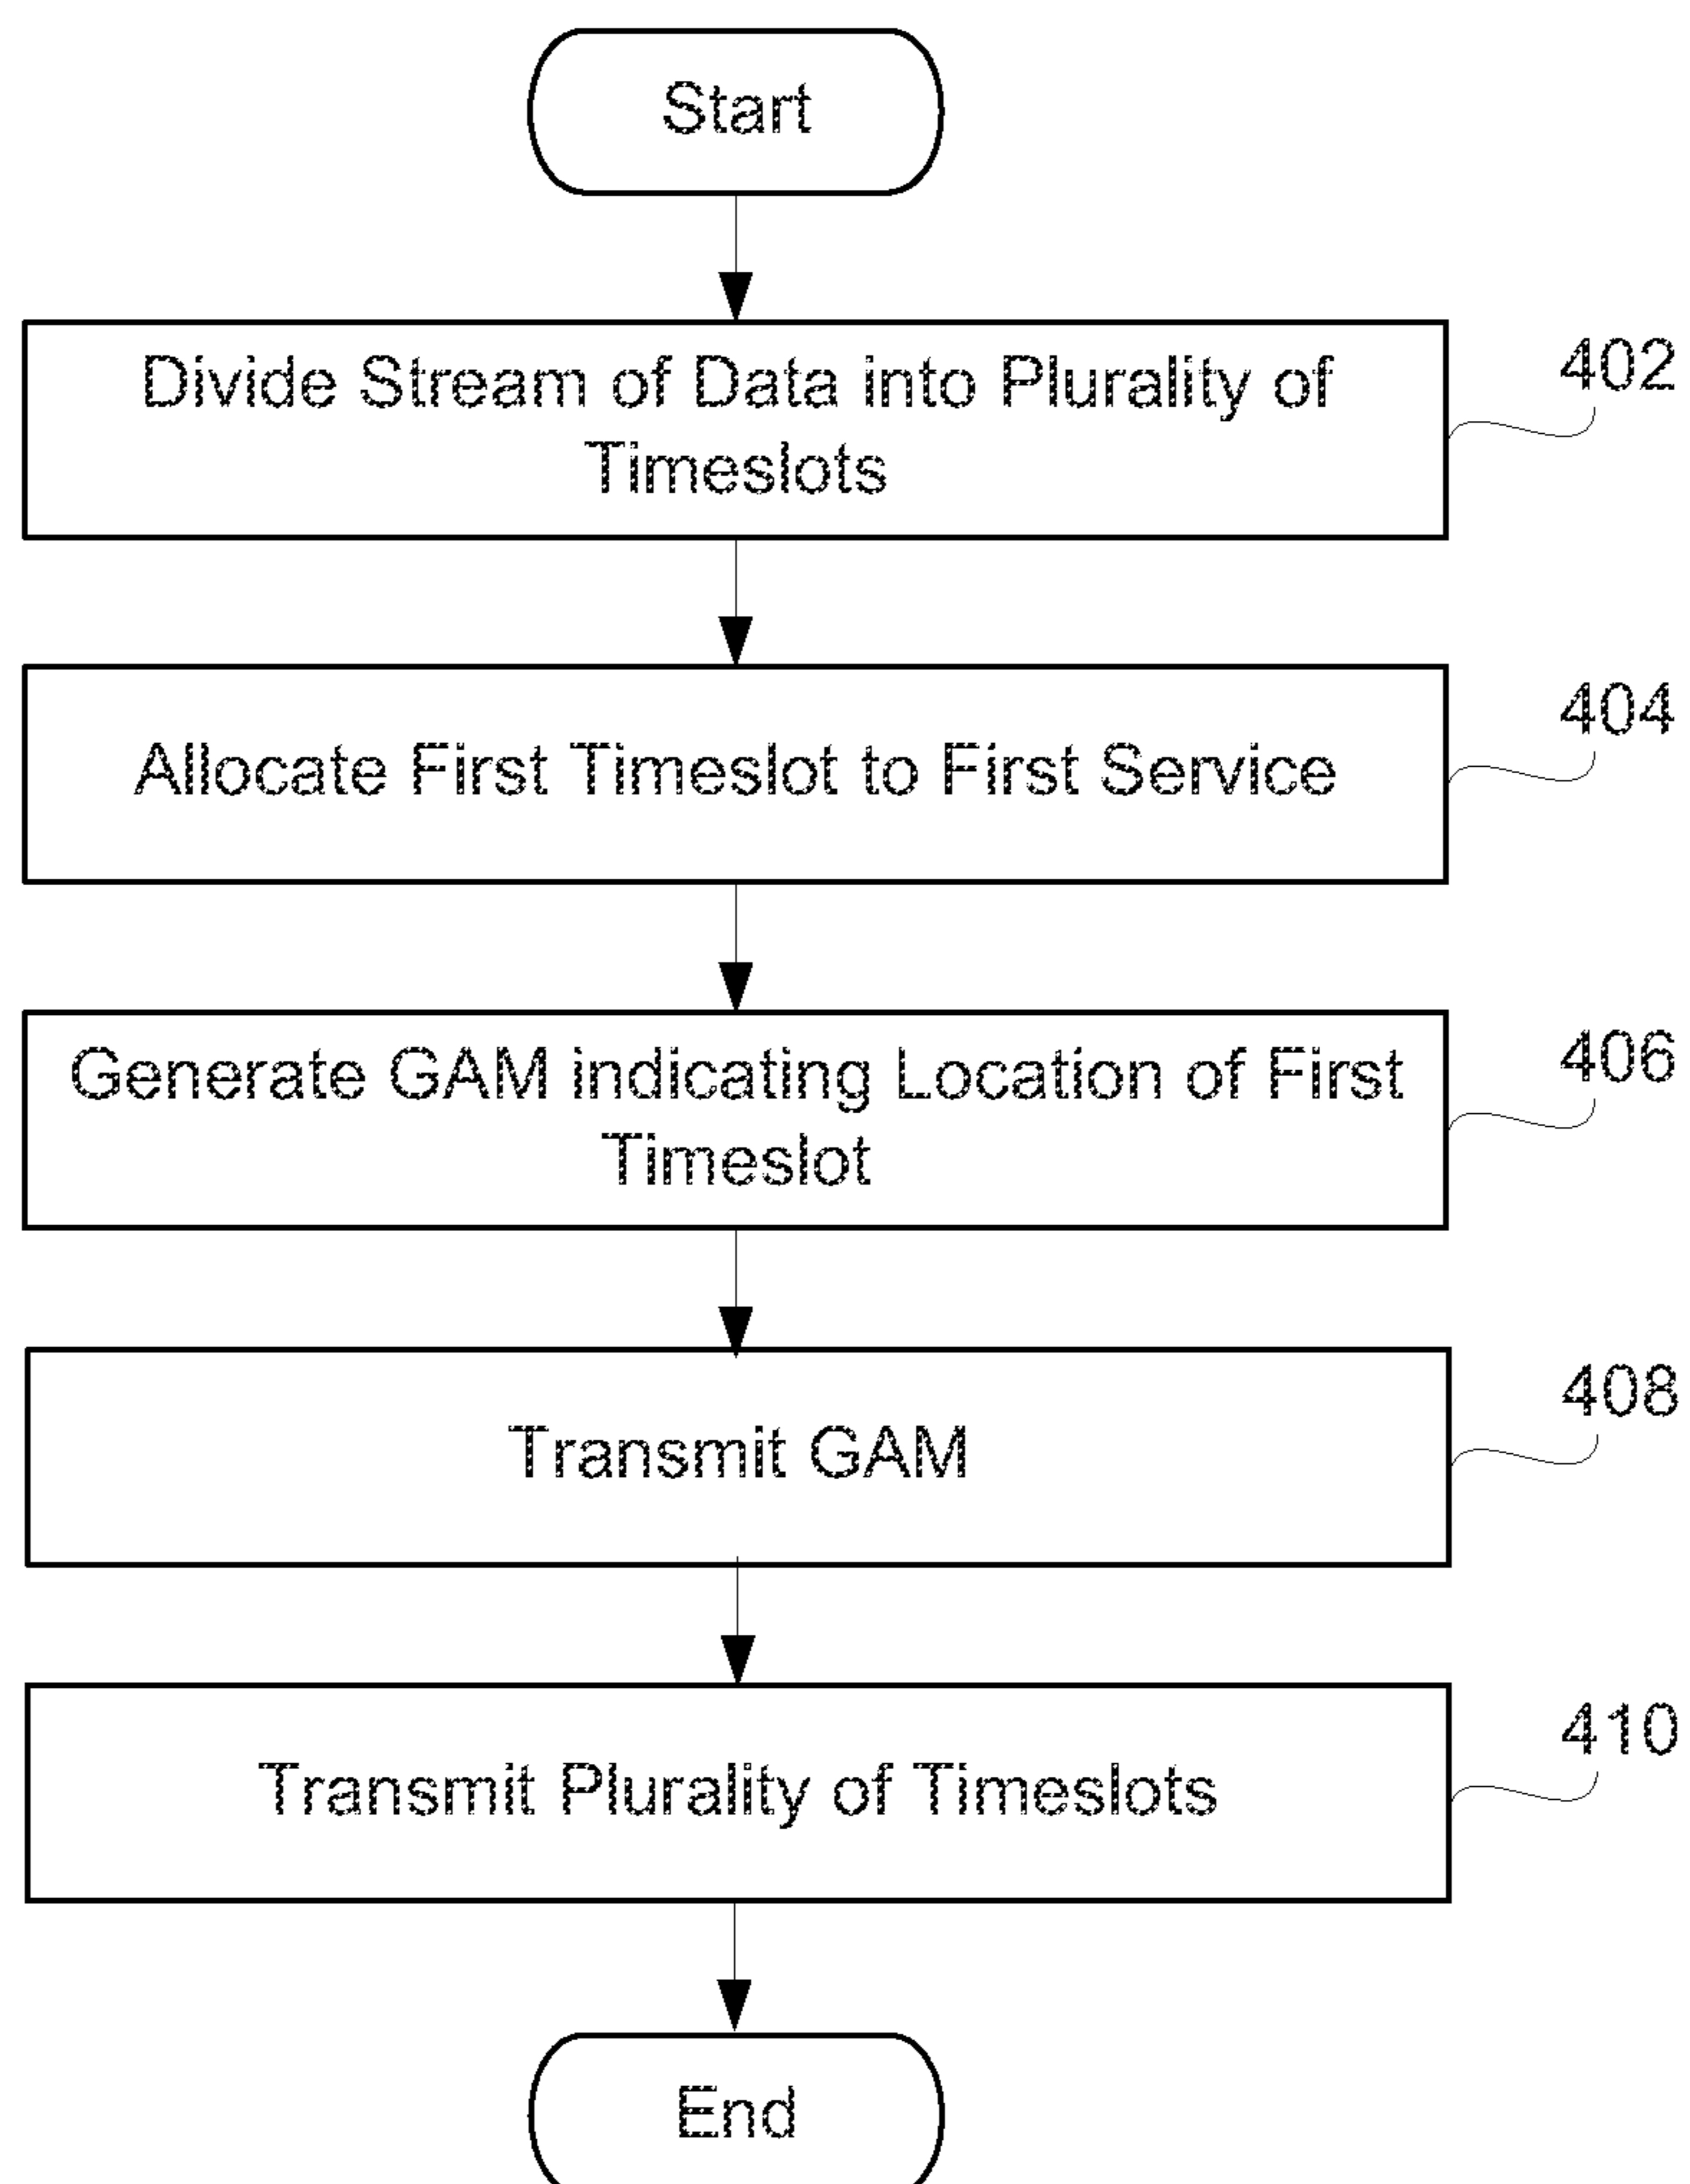 Start
Divide Stream of Data into Plurality of
Timeslots
402
Allocate First Timeslot to First Service
404
Generate GAM indicating Location of First
Timeslot
406
Transmit GAM
408
Transmit Plurality of Timeslots
410
End